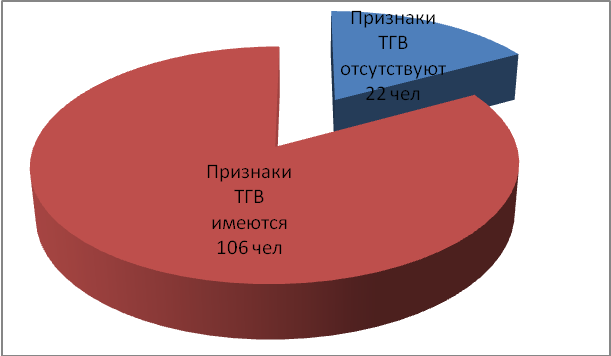 Признаки
ТГВ
отсутствуют
22 чел
Признаки
ТГВ
имеются
106 чел